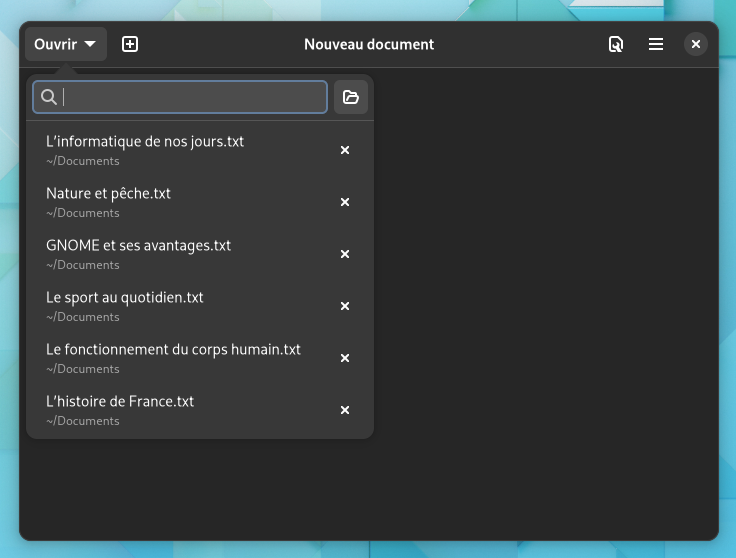 Ouvrir
Nouveau document
L'informatique de nos jours.txt
~/Documents
Nature et pêche.txt
~/Documents
GNOME et ses avantages.txt
~/Documents
Le sport au quotidien.txt
~/Documents
Le fonctionnement du corps humain.txt
~/Documents
L'histoire de France.txt
~/Documents